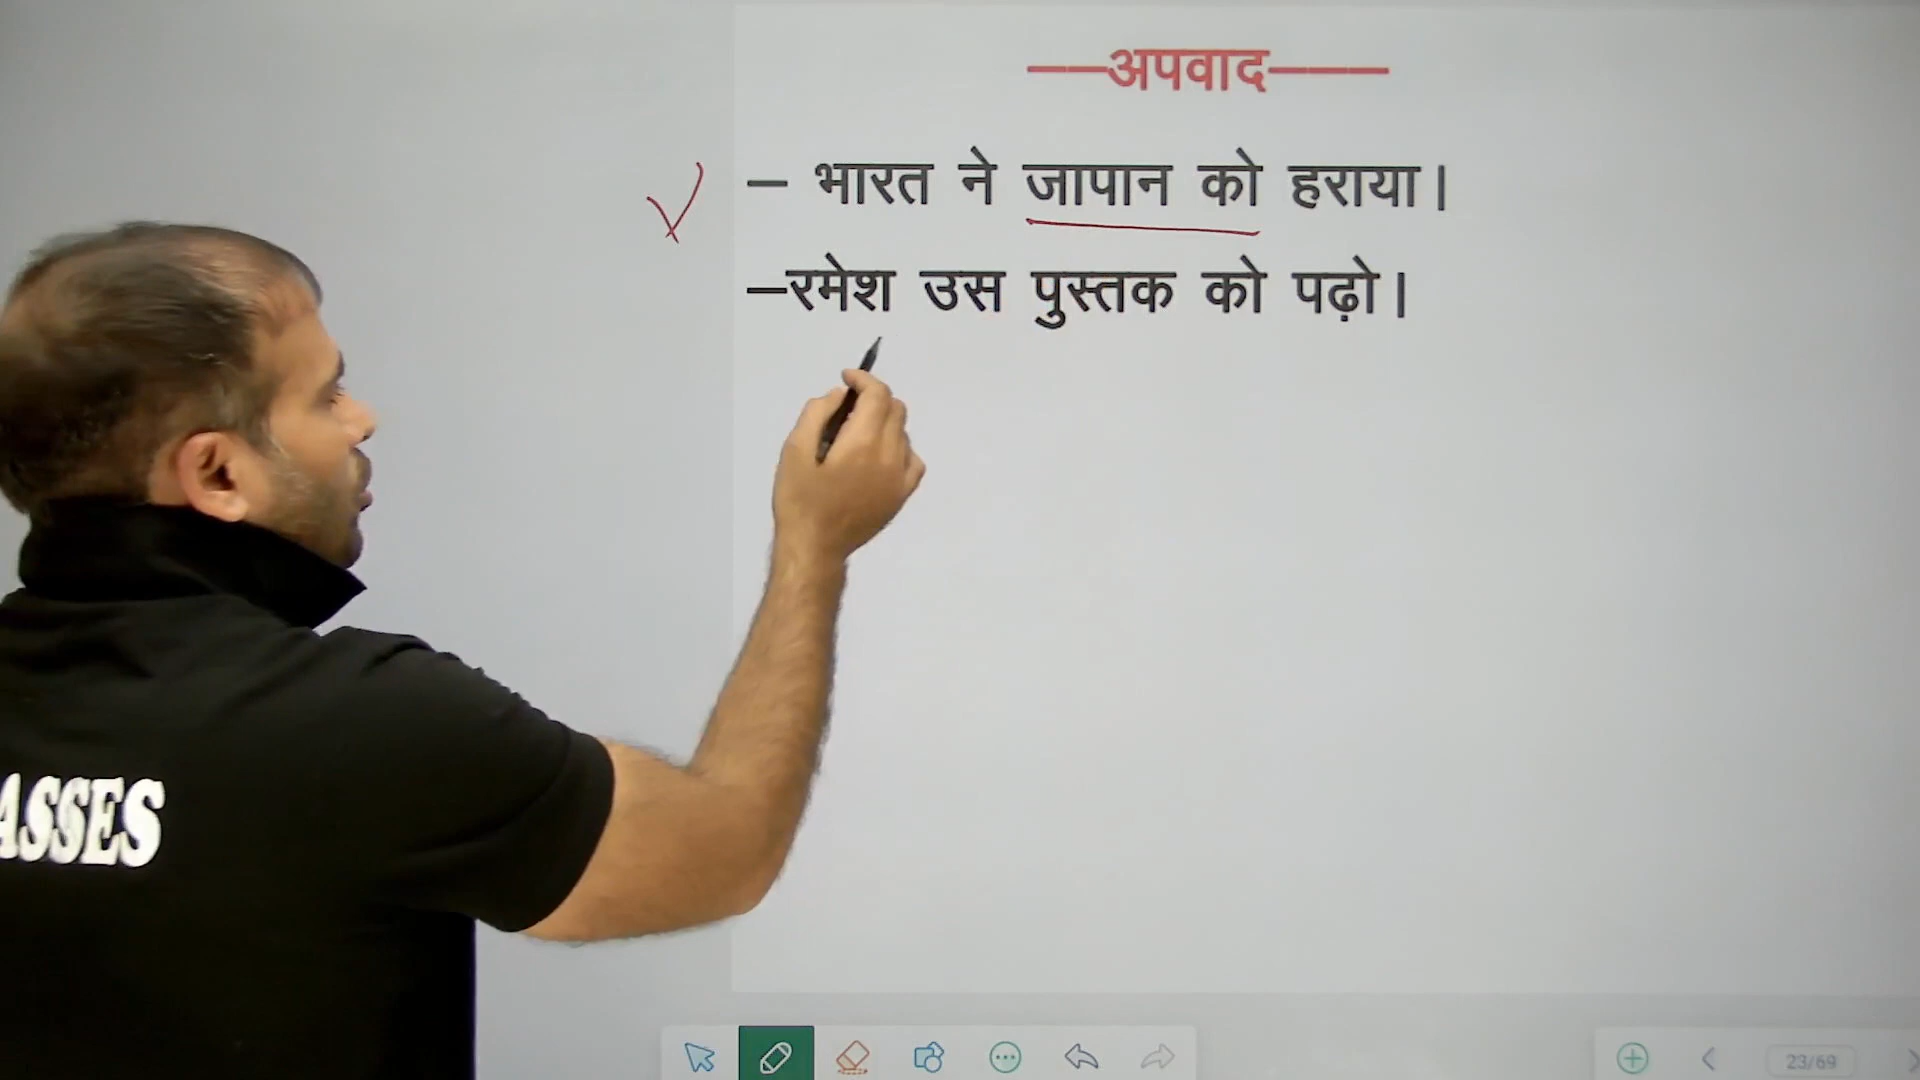 ——अपवाद———
– भारत ने जापान को हराया।
–रमेश उस पुस्तक को पढ़ो।
ASSES
23/69